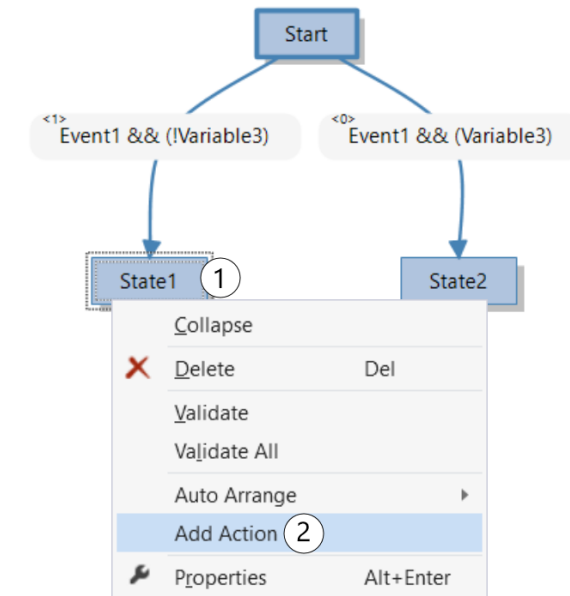 Start
<1>
Event1 && (!Variable3)
<0>
Event1 && (Variable3)
State1 1
State2
Collapse
Delete Del
Validate
Validate All
Auto Arrange
Add Action 2
Properties Alt+Enter